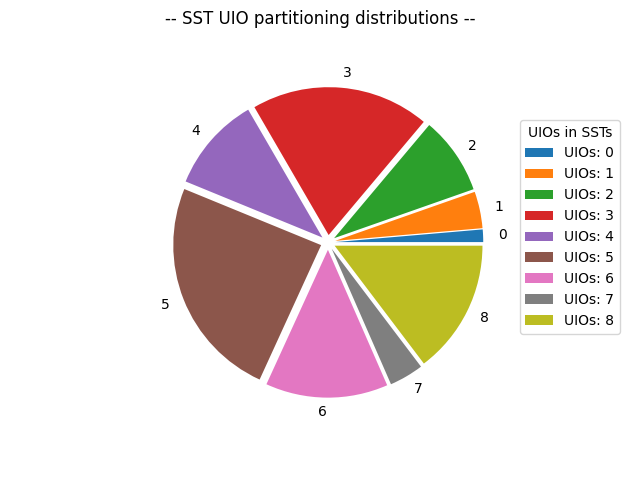 -- SST UIO partitioning distributions --
3
4
2
1
0
5
8
7
6
UIOs in SSTs
UIOs: 0
UIOs: 1
UIOs: 2
UIOs: 3
UIOs: 4
UIOs: 5
UIOs: 6
UIOs: 7
UIOs: 8